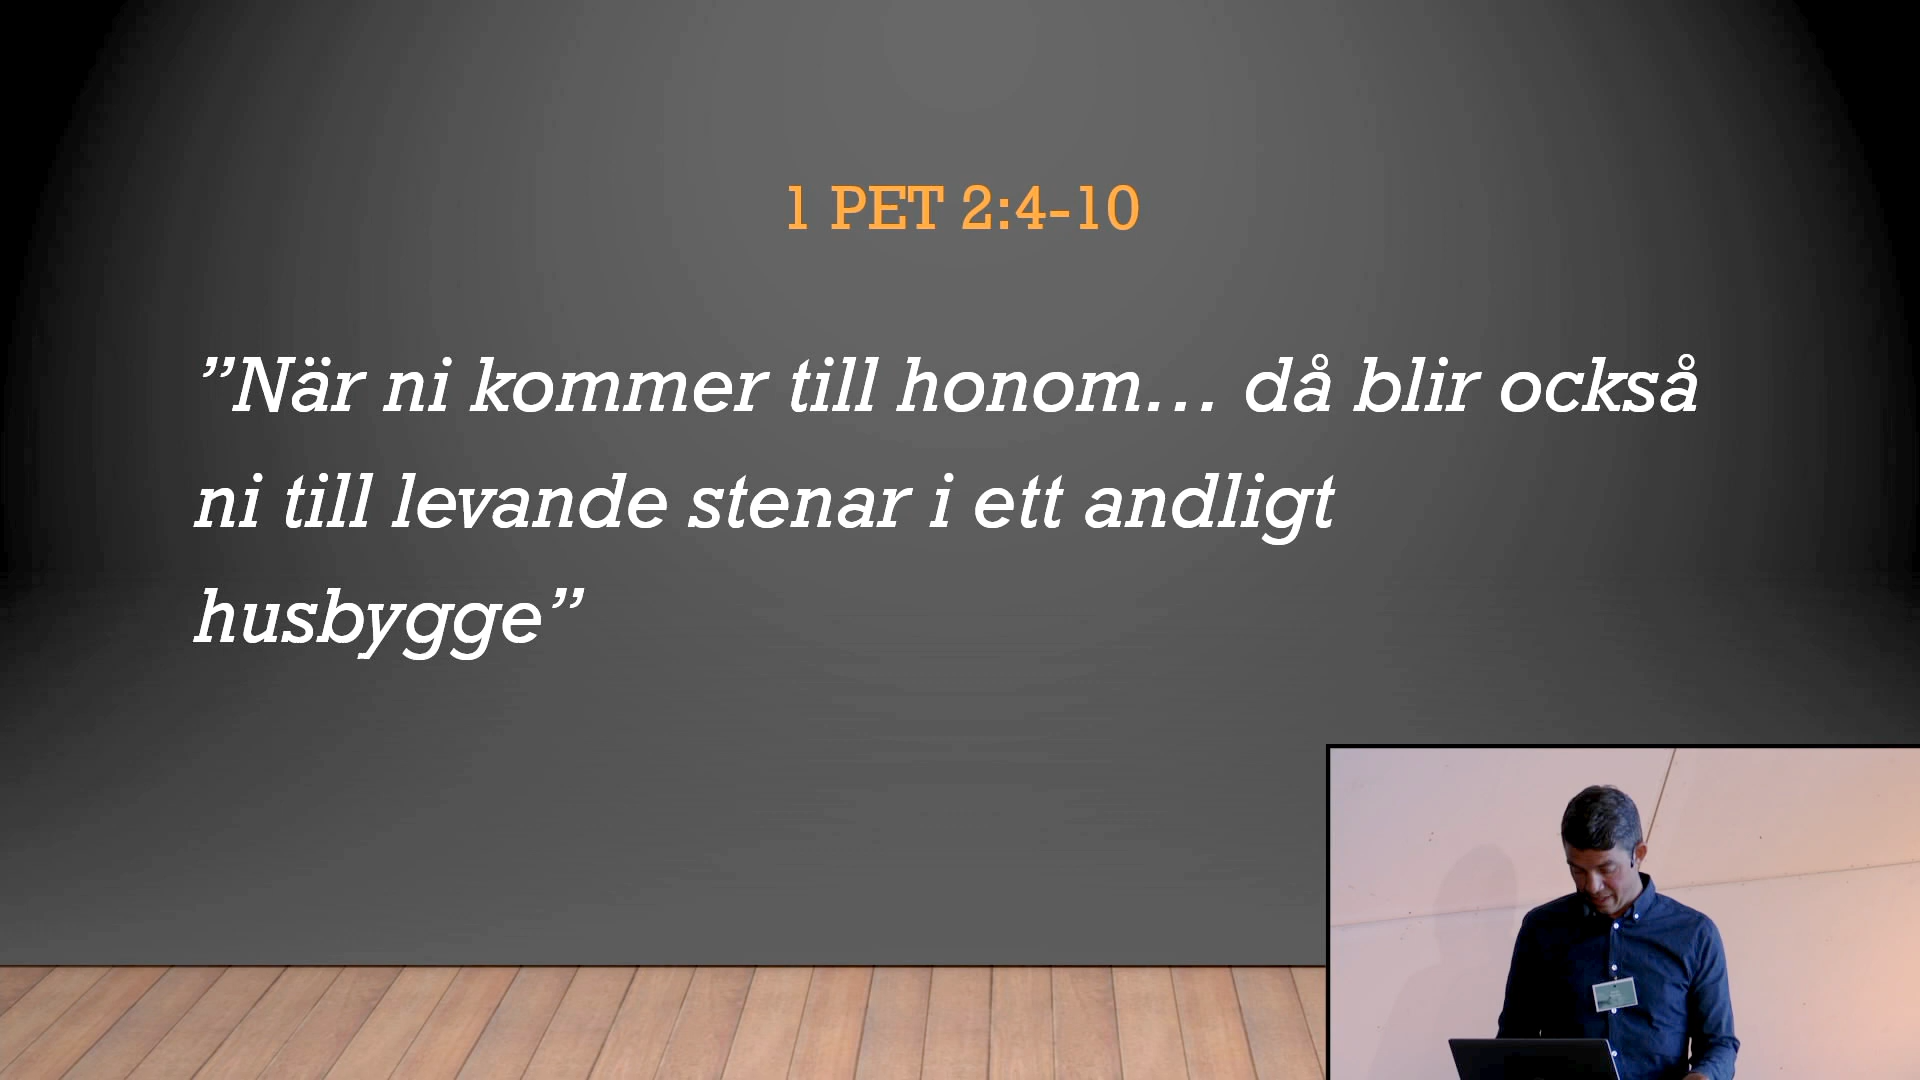 1 PET 2:4-10
”När ni kommer till honom... då blir också
ni till levande stenar i ett andligt
husbygge”